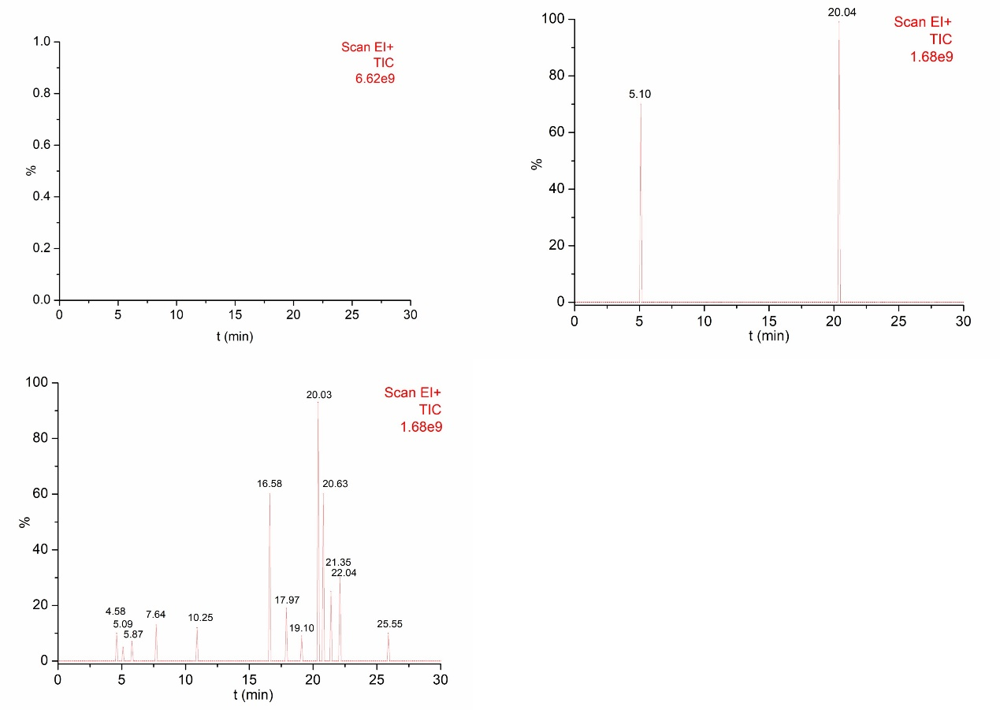 Scan EI+
TIC
6.62e9
1.0
0.8
0.6
0.4
0.2
0.0
%
0 5 10 15 20 25 30
t (min)
20.04
Scan EI+
TIC
1.68e9
5.10
100
80
60
40
20
0
%
0 5 10 15 20 25 30
t (min)
Scan EI+
TIC
1.68e9
100
80
60
40
20
0
%
4.58
5.09
5.87
7.64
10.25
16.58
17.97
19.10
20.03
20.63
21.35
22.04
25.55
0 5 10 15 20 25 30
t (min)